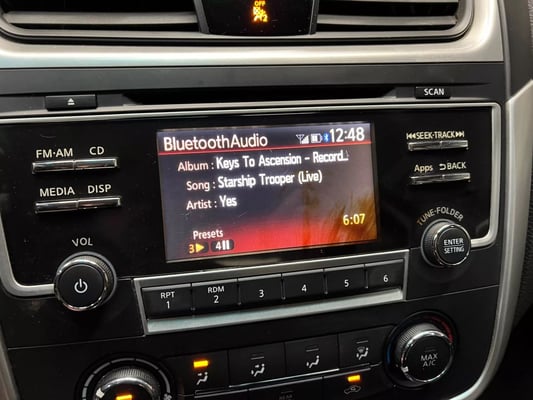 OFF
SCAN
FM·AM CD
MEDIA DISP
VOL
BluetoothAudio 12:48
Album : Keys To Ascension - Record...
Song : Starship Trooper (Live)
Artist : Yes
6:07
Presets
3 4
SEEK·TRACK
Apps BACK
TUNE·FOLDER
ENTER
SETTING
RPT RDM
1 2 3 4 5 6
MAX
A/C